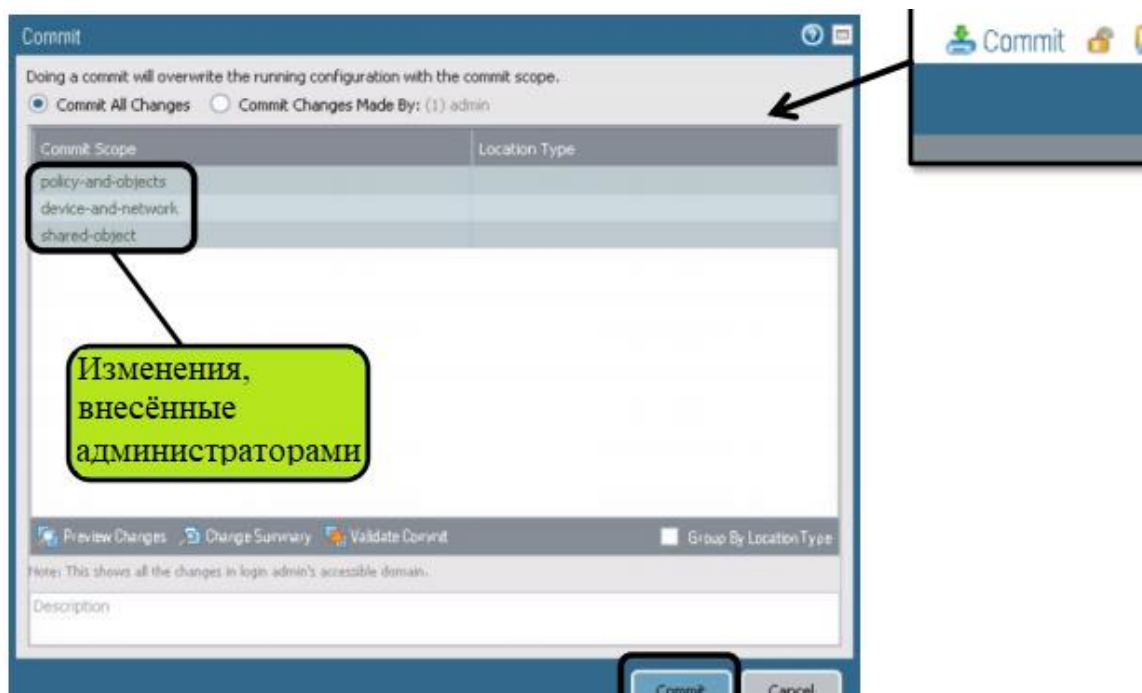 Commit
Commit
Doing a commit will overwrite the running configuration with the commit scope.
Commit All Changes Commit Changes Made By: (1) admin
Commit Scope Location Type
policy-and-objects
device-and-network
shared-object
Изменения,
внесённые
администраторами
Preview Changes Change Summary Validate Commit Group By Location Type
Note: This shows all the changes in login admin's accessible domain.
Description
Commit Cancel